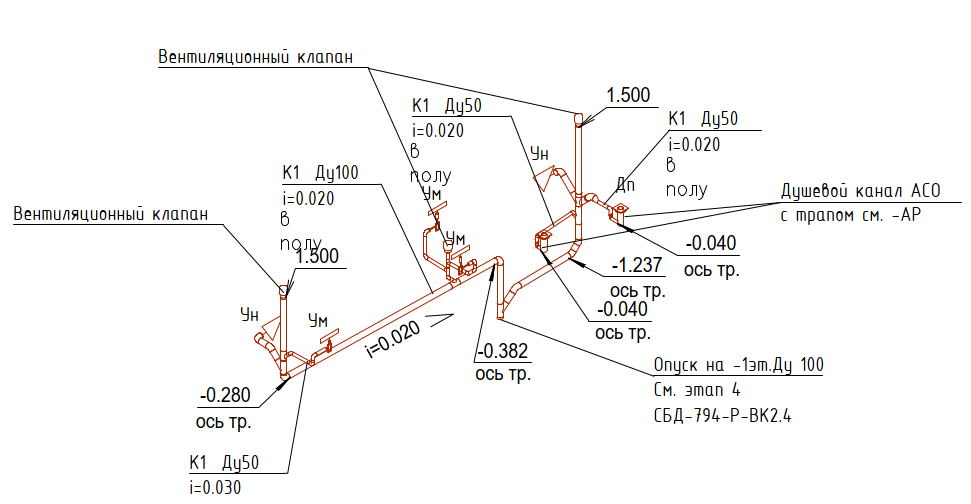 Вентиляционный клапан
1.500
К1 Ду50
i=0.020
в
полу
К1 Ду50
i=0.020
в
полу
Ун
Дп
К1 Ду100
i=0.020
в
полу
Ум
Душевой канал АСО
с трапом см. -АР
Вентиляционный клапан
Ум
1.500
-0.040
ось тр.
-1.237
ось тр.
-0.040
ось тр.
Ун
Ум
i=0.020
-0.382
ось тр.
Опуск на -1эт.Ду 100
См. этап 4
СБД-794-Р-ВК2.4
-0.280
ось тр.
К1 Ду50
i=0.030